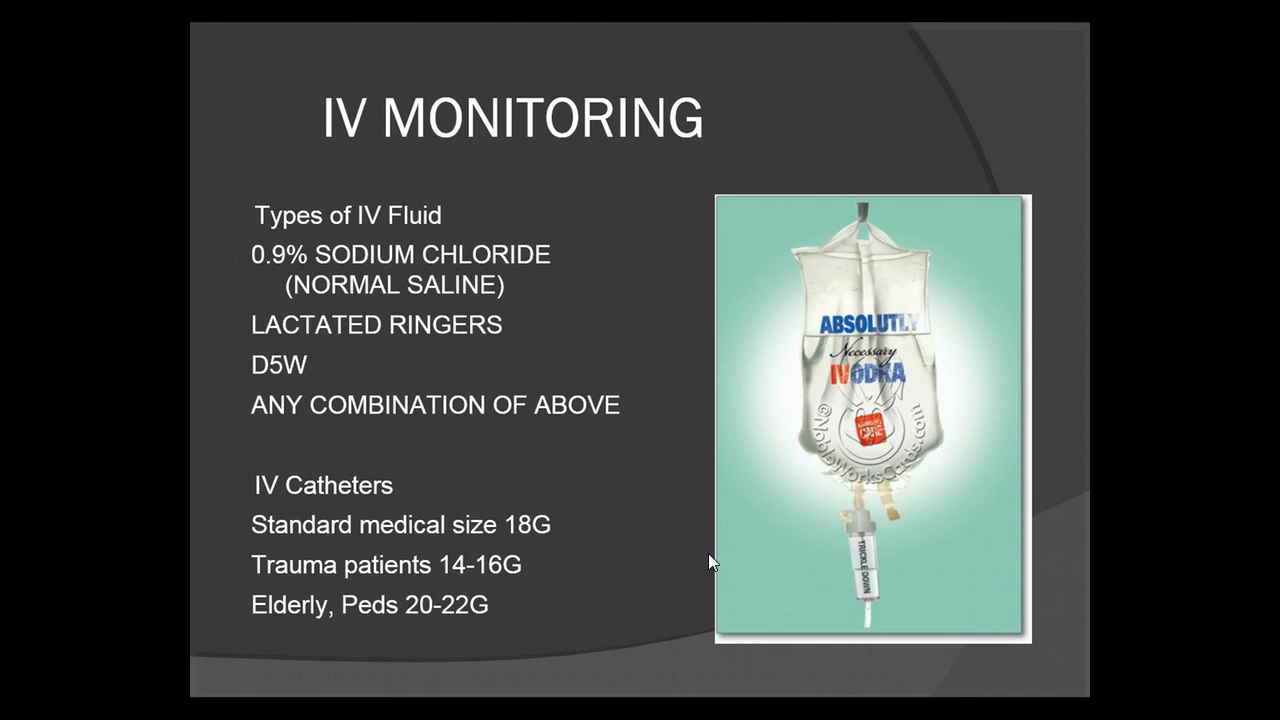 IV MONITORING
Types of IV Fluid
0.9% SODIUM CHLORIDE
(NORMAL SALINE)
LACTATED RINGERS
D5W
ANY COMBINATION OF ABOVE
IV Catheters
Standard medical size 18G
Trauma patients 14-16G
Elderly, Peds 20-22G
ABSOLUTLY
Necessary
IVODKA
©NobleWorksCards.com
TRICKLE DOWN